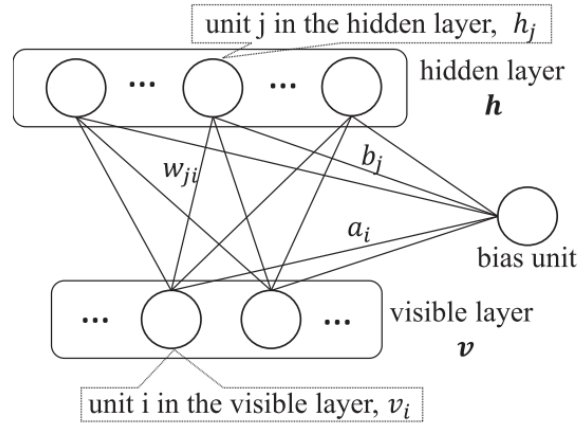 unit j in the hidden layer, h_j
... ...
hidden layer
h
w_ji
b_j
a_i
bias unit
... ...
visible layer
v
unit i in the visible layer, v_i